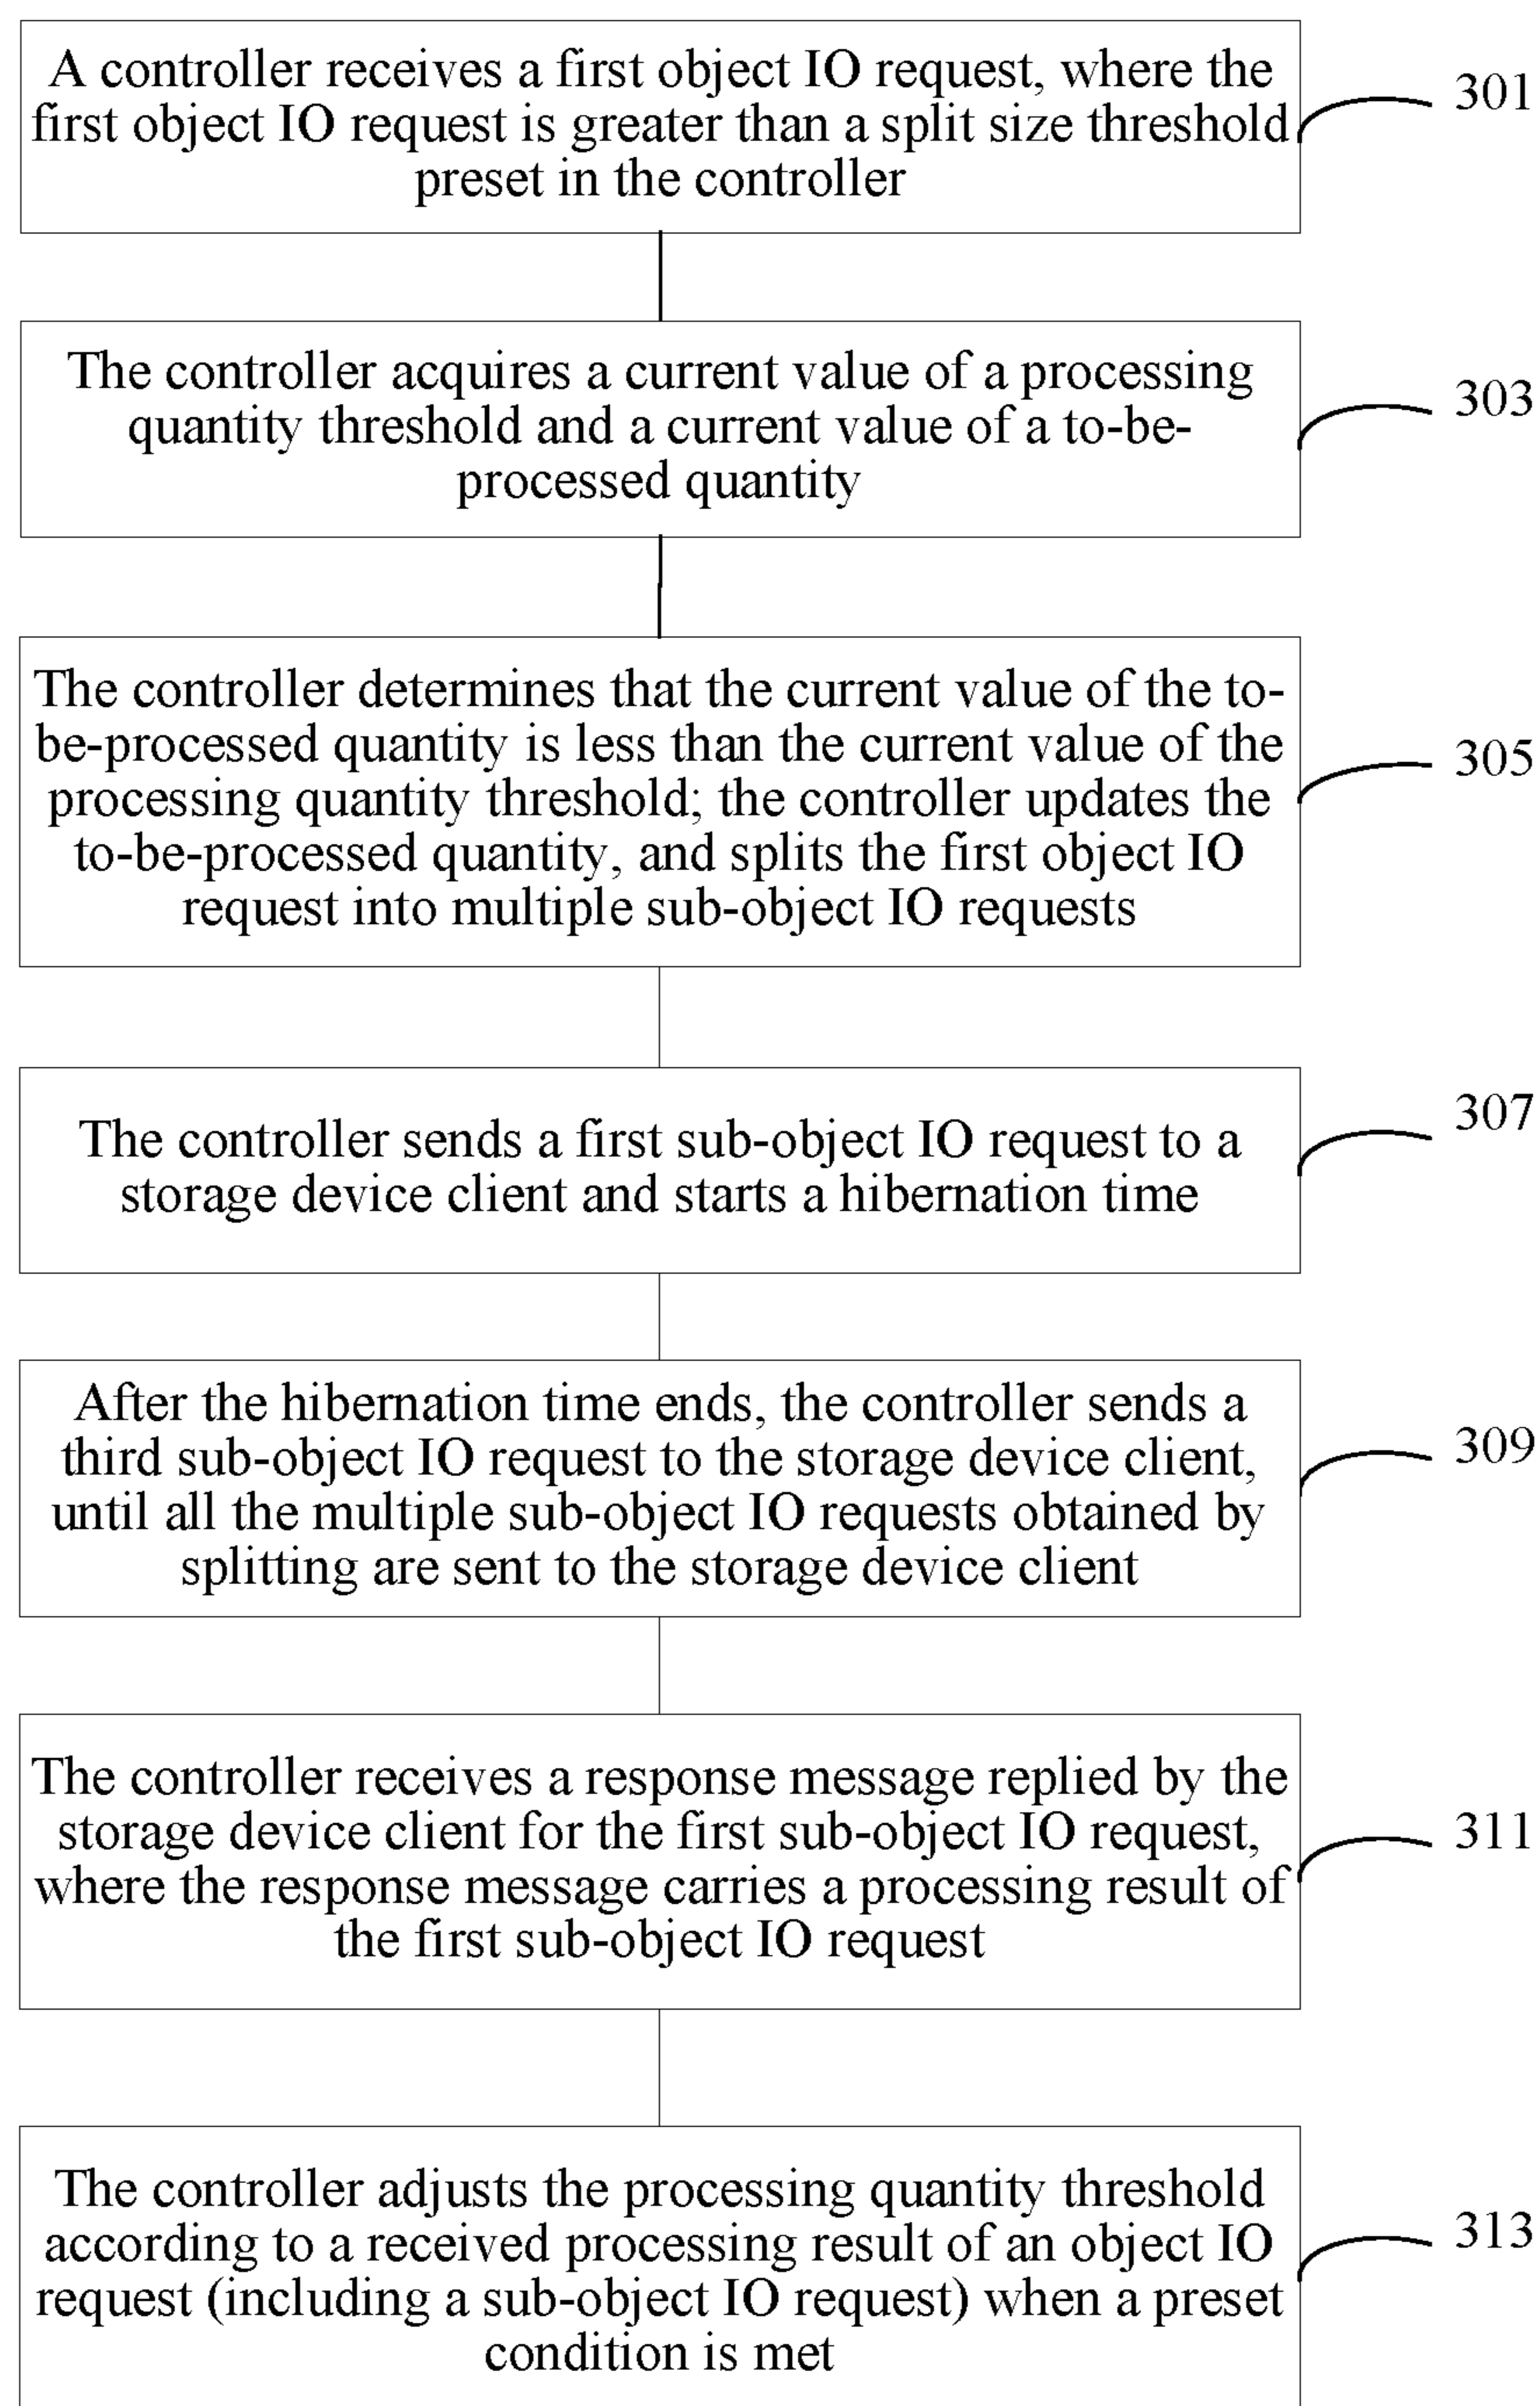 A controller receives a first object IO request, where the
first object IO request is greater than a split size threshold
preset in the controller
301
The controller acquires a current value of a processing
quantity threshold and a current value of a to-be-
processed quantity
303
The controller determines that the current value of the to-
be-processed quantity is less than the current value of the
processing quantity threshold; the controller updates the
to-be-processed quantity, and splits the first object IO
request into multiple sub-object IO requests
305
The controller sends a first sub-object IO request to a
storage device client and starts a hibernation time
307
After the hibernation time ends, the controller sends a
third sub-object IO request to the storage device client,
until all the multiple sub-object IO requests obtained by
splitting are sent to the storage device client
309
The controller receives a response message replied by the
storage device client for the first sub-object IO request,
where the response message carries a processing result of
the first sub-object IO request
311
The controller adjusts the processing quantity threshold
according to a received processing result of an object IO
request (including a sub-object IO request) when a preset
condition is met
313